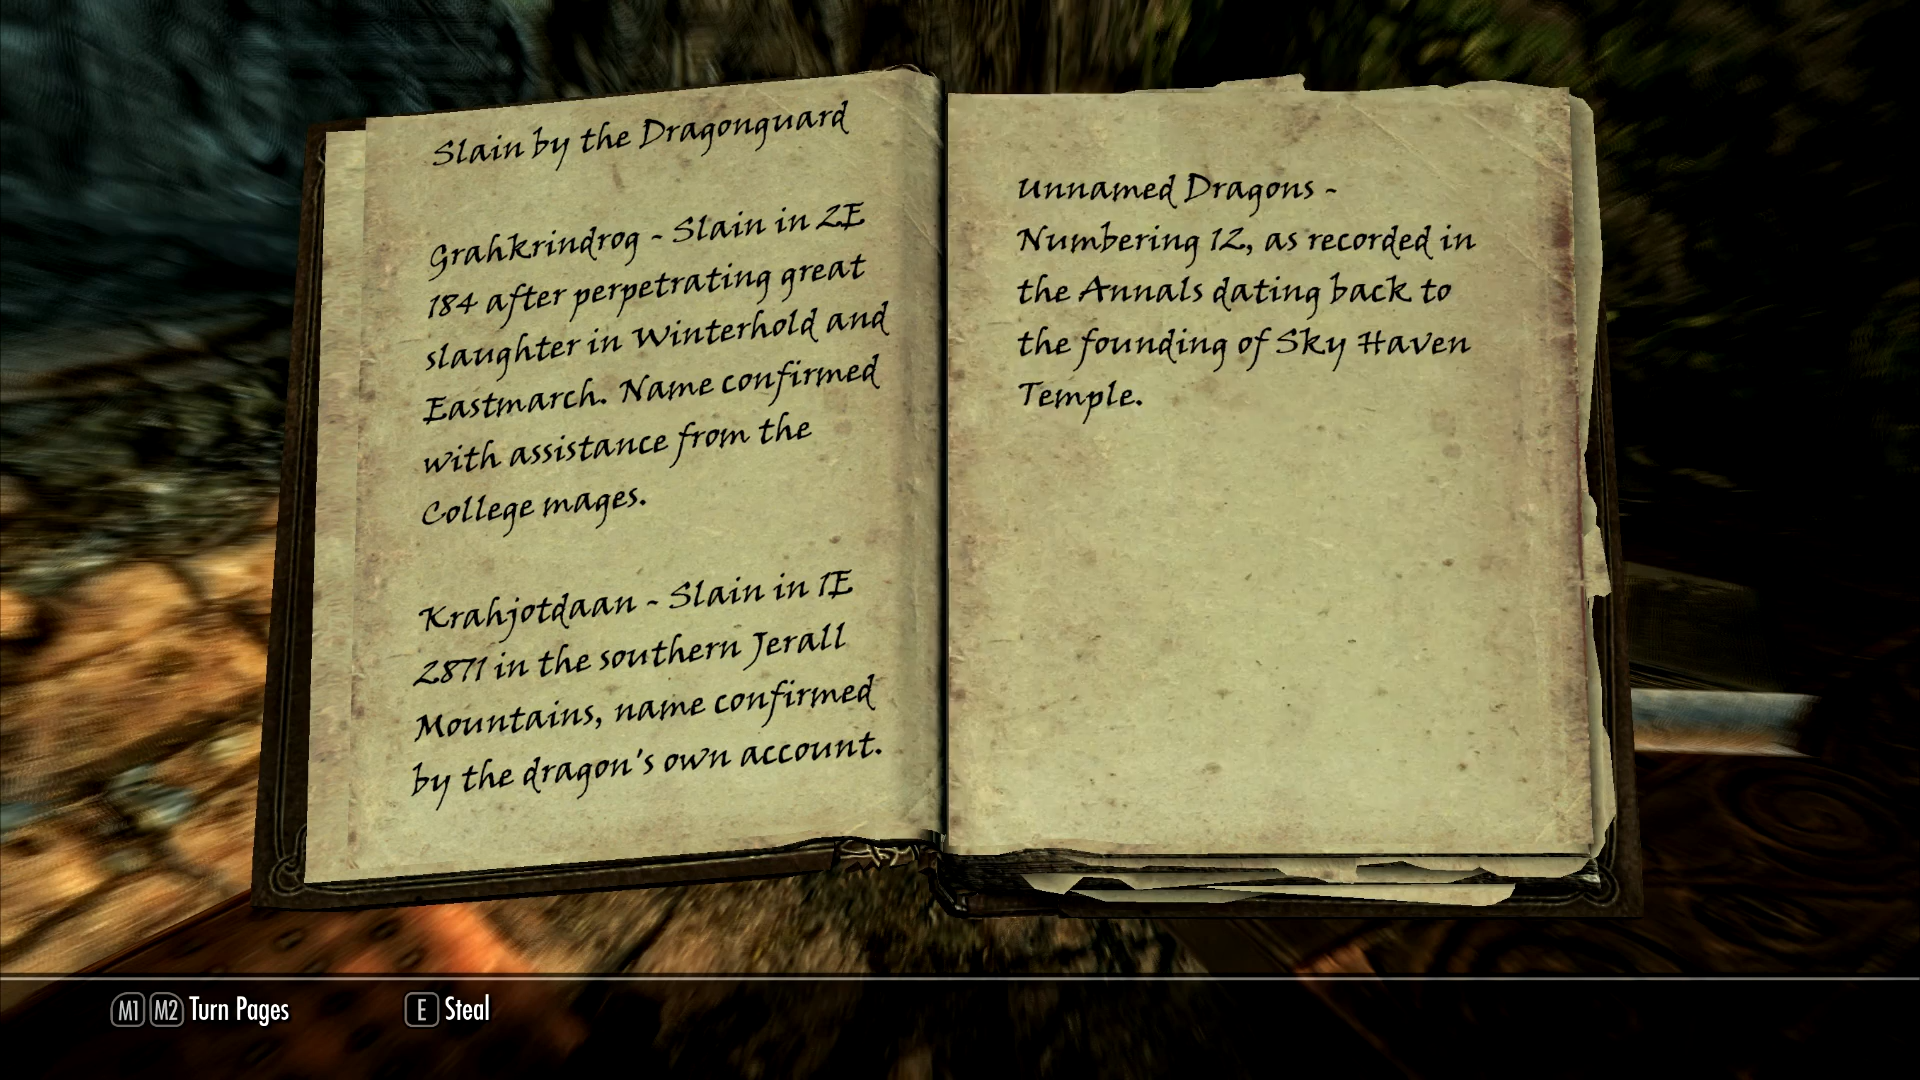 Slain by the Dragonguard
Grahkrindrog - Slain in 2E
184 after perpetrating great
slaughter in Winterhold and
Eastmarch. Name confirmed
with assistance from the
College mages.
Krahjotdaan - Slain in 1E
2871 in the southern Jerall
Mountains, name confirmed
by the dragon's own account.
Unnamed Dragons -
Numbering 12, as recorded in
the Annals dating back to
the founding of Sky Haven
Temple.
M1 M2 Turn Pages
E Steal